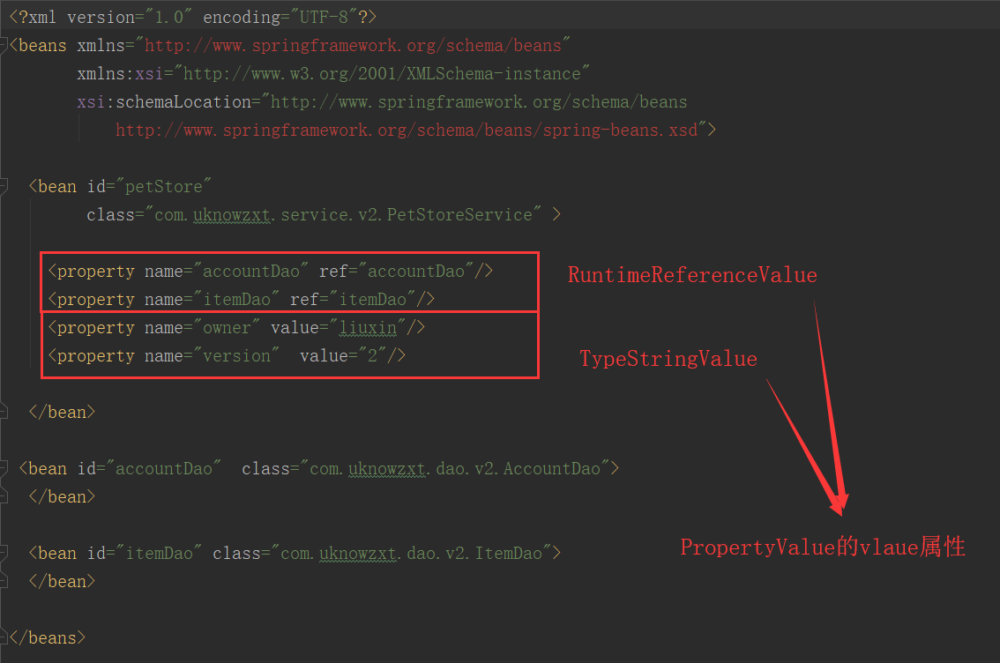 <?xml version="1.0" encoding="UTF-8"?>
<beans xmlns="http://www.springframework.org/schema/beans"
xmlns:xsi="http://www.w3.org/2001/XMLSchema-instance"
xsi:schemaLocation="http://www.springframework.org/schema/beans
http://www.springframework.org/schema/beans/spring-beans.xsd">
<bean id="petStore"
class="com.uknowzxt.service.v2.PetStoreService" >
<property name="accountDao" ref="accountDao"/>
RuntimeReferenceValue
<property name="itemDao" ref="itemDao"/>
<property name="owner" value="liuxin"/>
<property name="version"  value="2"/>
TypeStringValue
</bean>
<bean id="accountDao"  class="com.uknowzxt.dao.v2.AccountDao">
</bean>
<bean id="itemDao" class="com.uknowzxt.dao.v2.ItemDao">
PropertyValue的vlaue属性
</bean>
</beans>